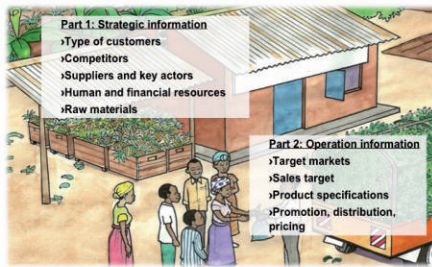 Part 1: Strategic information
›Type of customers
›Competitors
›Suppliers and key actors
›Human and financial resources
›Raw materials
Part 2: Operation information
›Target markets
›Sales target
›Product specifications
›Promotion, distribution,
pricing